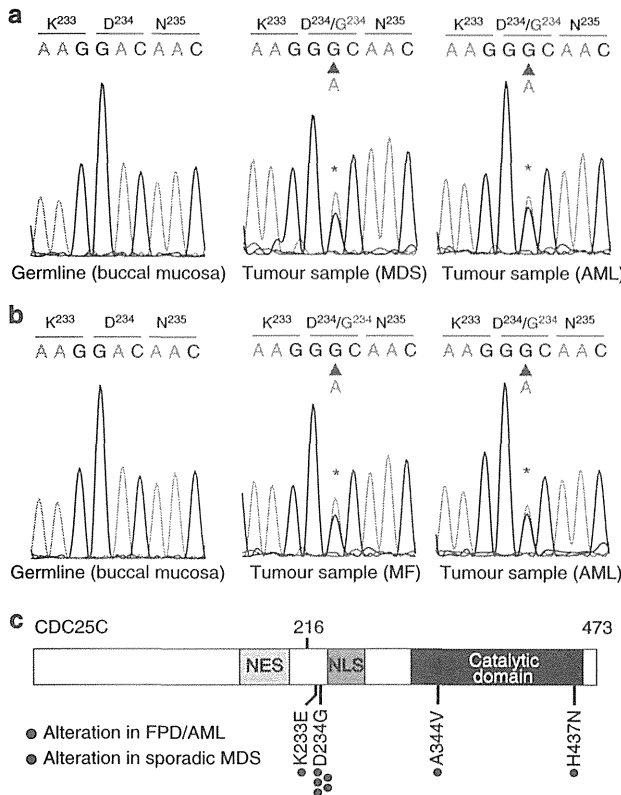 a
K233 D234 N235 K233 D234/G234 N235 K233 D234/G234 N235
A A G G A C A A C A A G G G C A A C A A G G G C A A C
A A
* *
Germline (buccal mucosa) Tumour sample (MDS) Tumour sample (AML)
b
K233 D234 N235 K233 D234/G234 N235 K233 D234/G234 N235
A A G G A C A A C A A G G G C A A C A A G G G C A A C
A A
* *
Germline (buccal mucosa) Tumour sample (MF) Tumour sample (AML)
c
CDC25C 216 473
NES NLS Catalytic
domain
Alteration in FPD/AML
Alteration in sporadic MDS
K233E
D234G
A344V
H437N